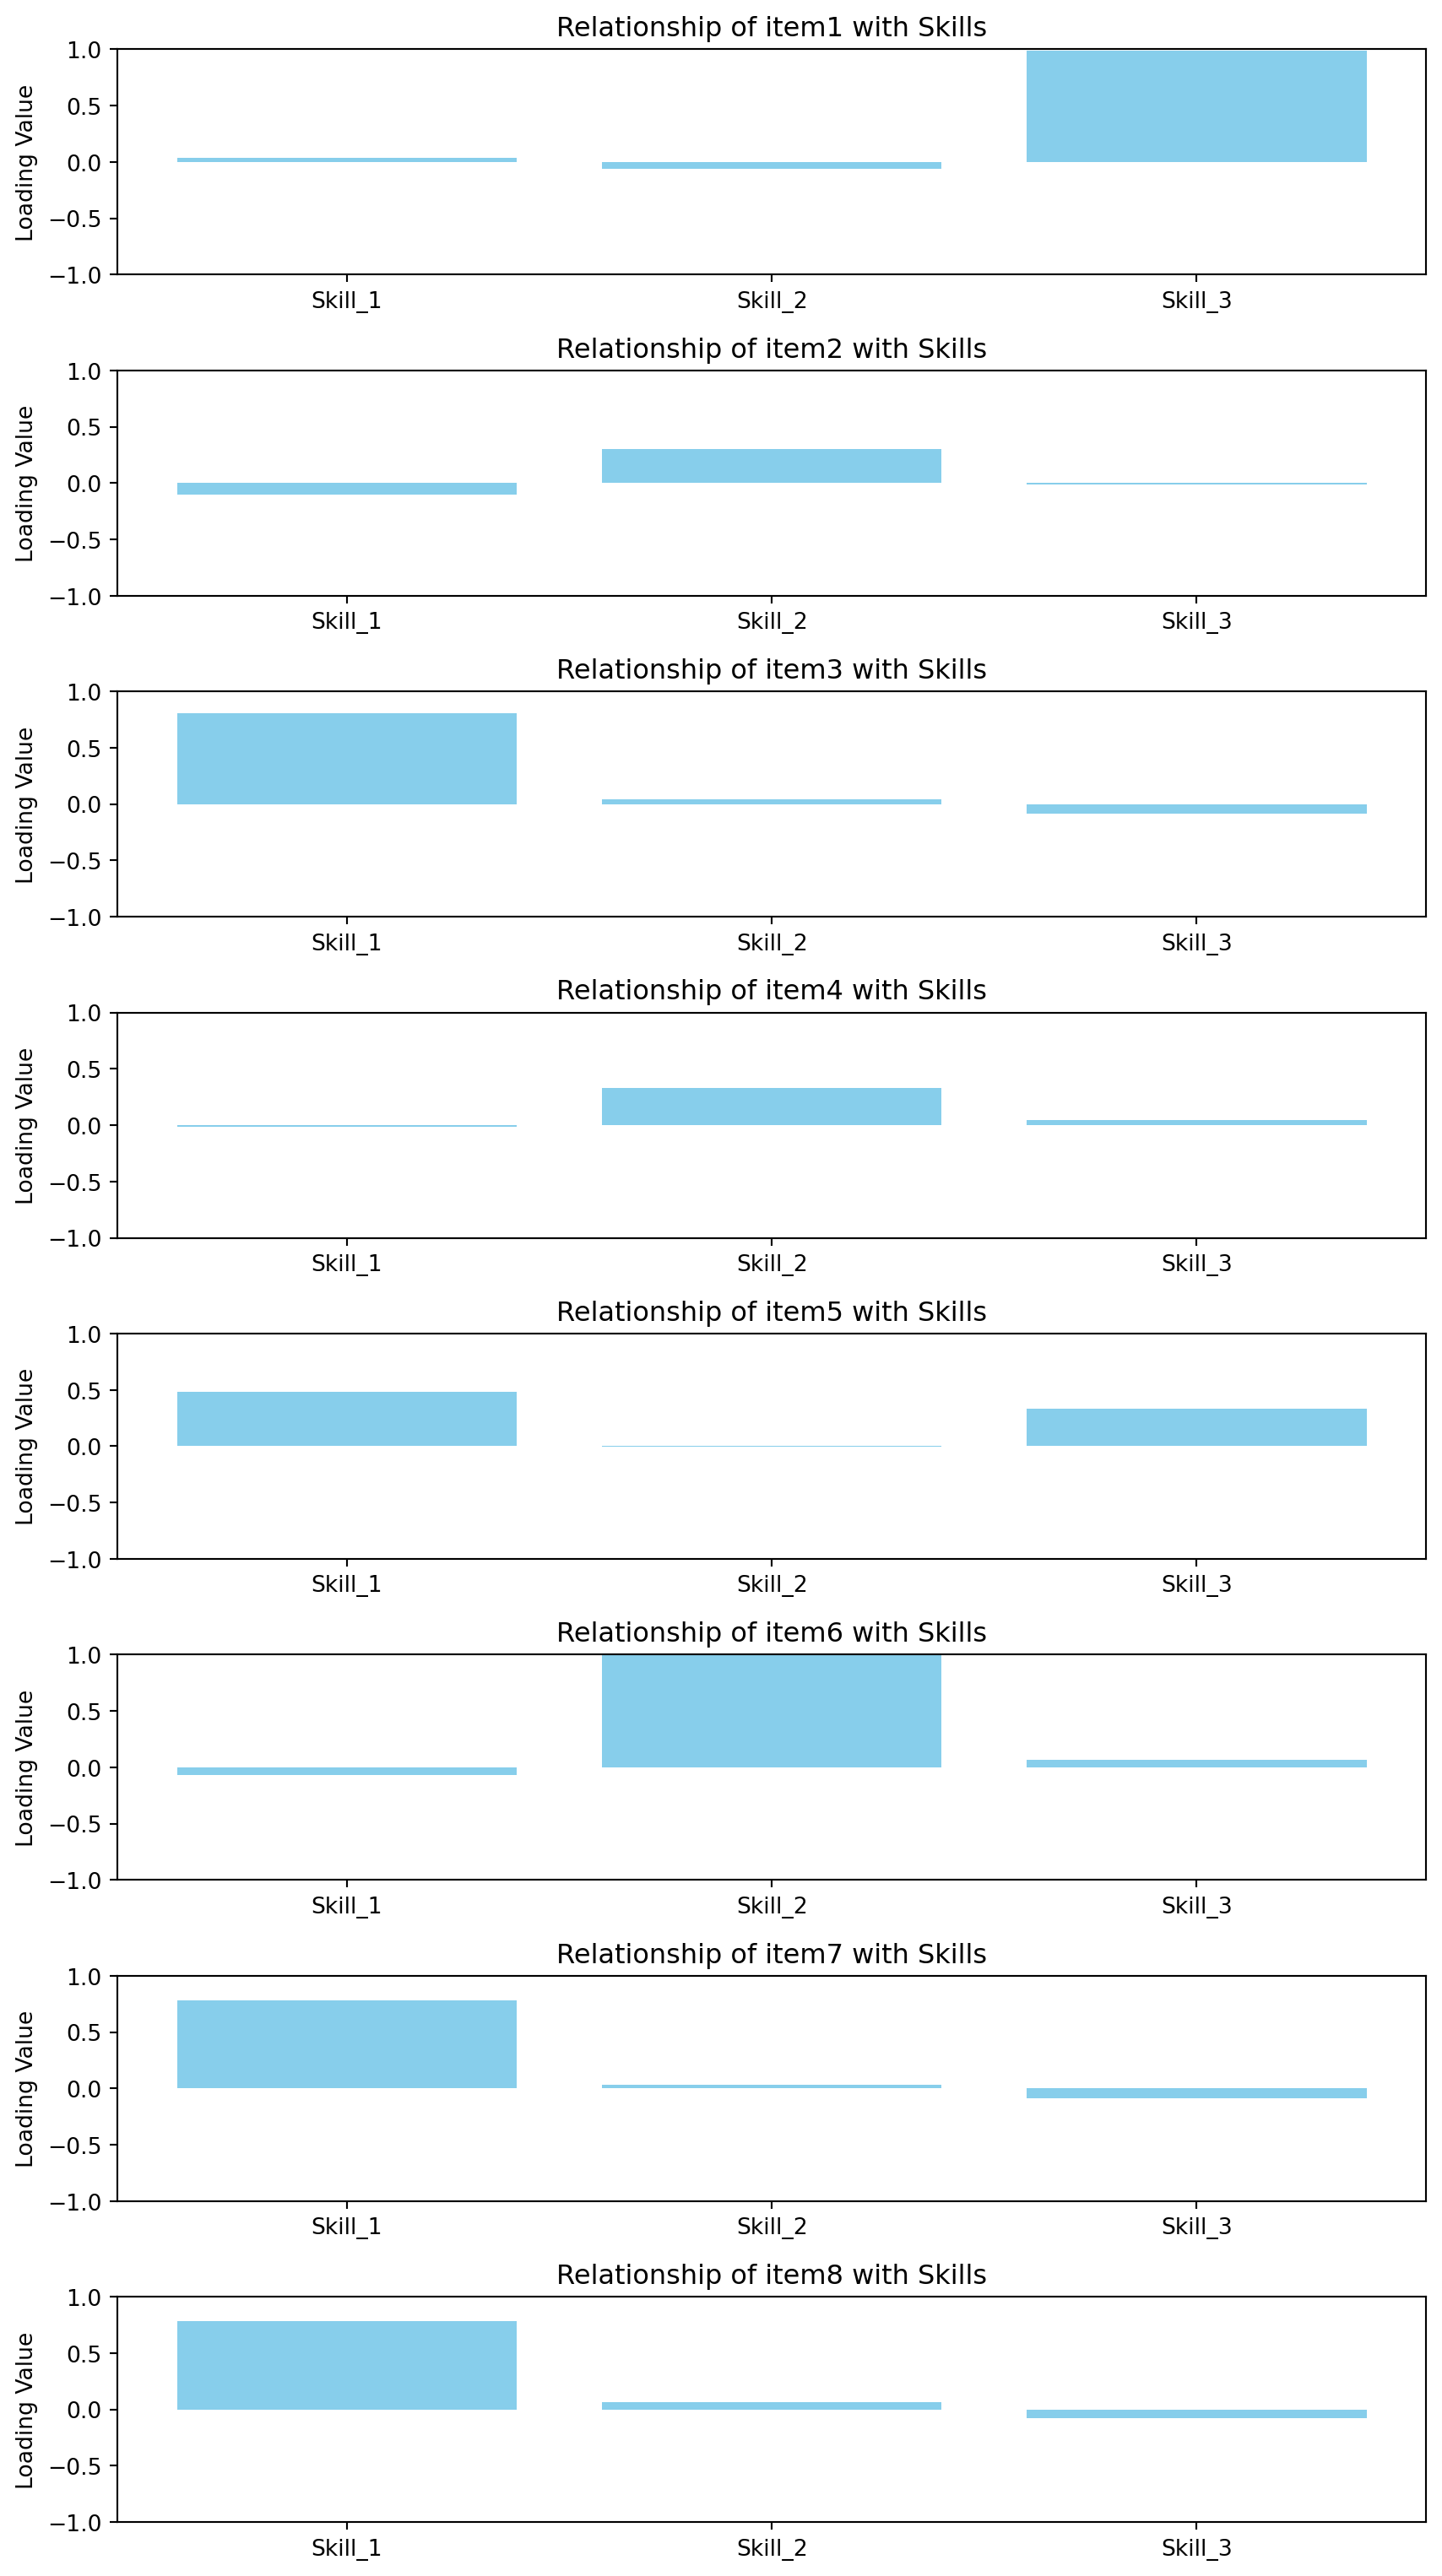 Relationship of item1 with Skills
1.0
0.5
0.0
−0.5
−1.0
Loading Value
Skill_1 Skill_2 Skill_3
Relationship of item2 with Skills
1.0
0.5
0.0
−0.5
−1.0
Loading Value
Skill_1 Skill_2 Skill_3
Relationship of item3 with Skills
1.0
0.5
0.0
−0.5
−1.0
Loading Value
Skill_1 Skill_2 Skill_3
Relationship of item4 with Skills
1.0
0.5
0.0
−0.5
−1.0
Loading Value
Skill_1 Skill_2 Skill_3
Relationship of item5 with Skills
1.0
0.5
0.0
−0.5
−1.0
Loading Value
Skill_1 Skill_2 Skill_3
Relationship of item6 with Skills
1.0
0.5
0.0
−0.5
−1.0
Loading Value
Skill_1 Skill_2 Skill_3
Relationship of item7 with Skills
1.0
0.5
0.0
−0.5
−1.0
Loading Value
Skill_1 Skill_2 Skill_3
Relationship of item8 with Skills
1.0
0.5
0.0
−0.5
−1.0
Loading Value
Skill_1 Skill_2 Skill_3